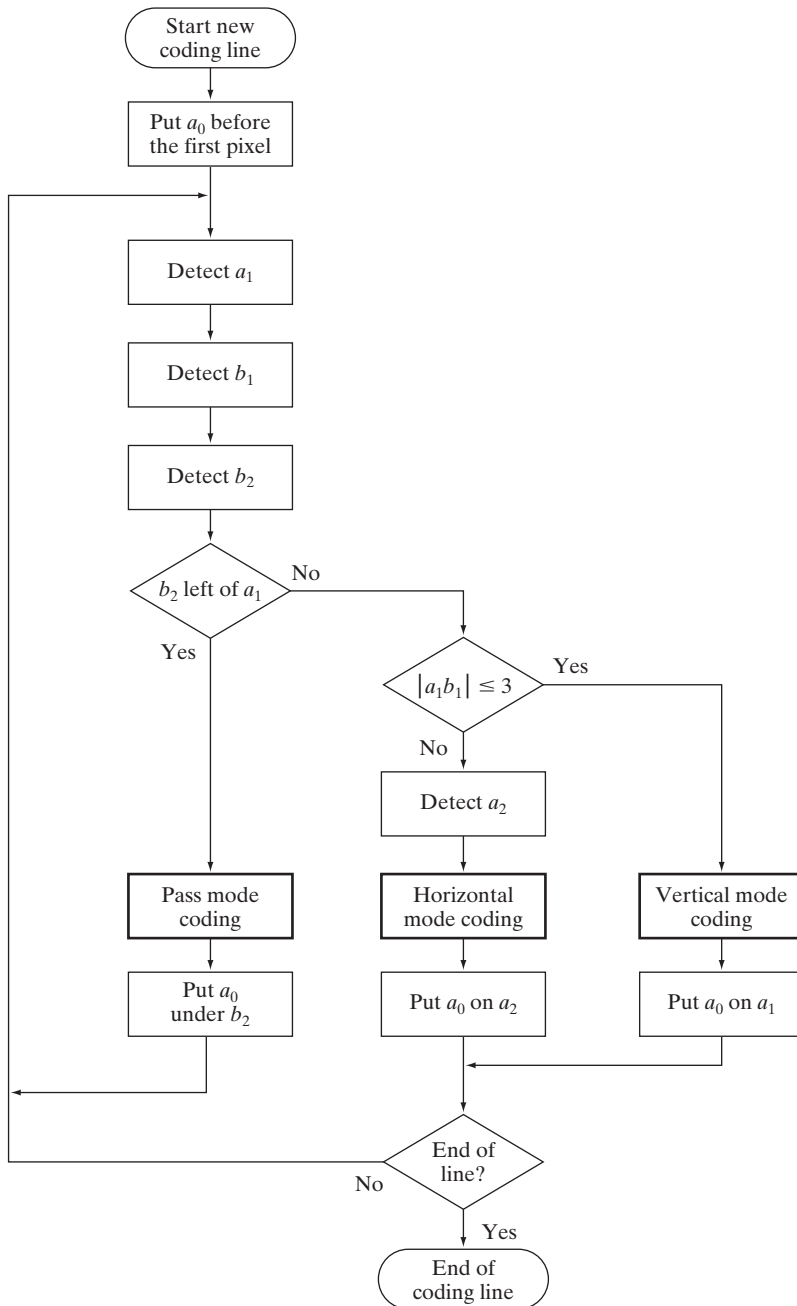 Start new
coding line
Put a₀ before
the first pixel
Detect a₁
Detect b₁
Detect b₂
b₂ left of a₁
No
Yes
|a₁b₁| ≤ 3
Yes
No
Detect a₂
Pass mode
coding
Horizontal
mode coding
Vertical mode
coding
Put a₀
under b₂
Put a₀ on a₂
Put a₀ on a₁
End of
line?
No
Yes
End of
coding line